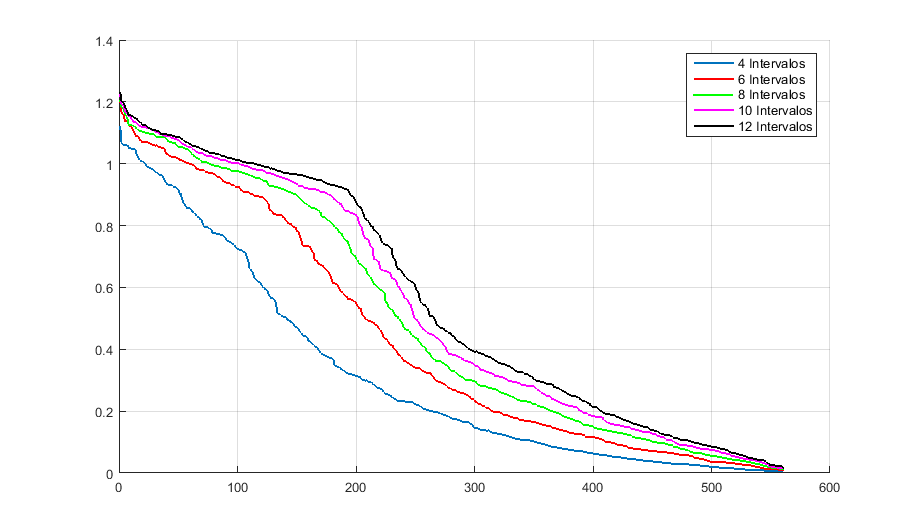 1.4
1.2
1
0.8
0.6
0.4
0.2
0
0 100 200 300 400 500 600
4 Intervalos
6 Intervalos
8 Intervalos
10 Intervalos
12 Intervalos